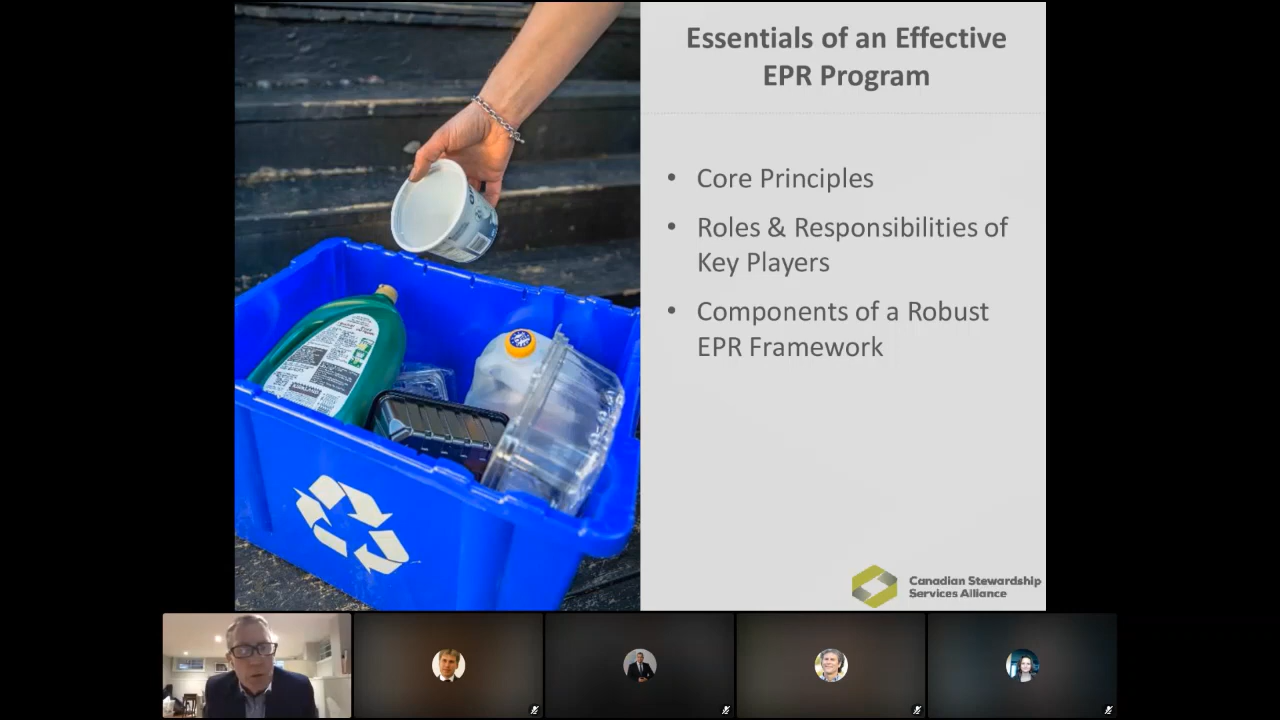 Essentials of an Effective
EPR Program
• Core Principles
• Roles & Responsibilities of
Key Players
• Components of a Robust
EPR Framework
Canadian Stewardship
Services Alliance